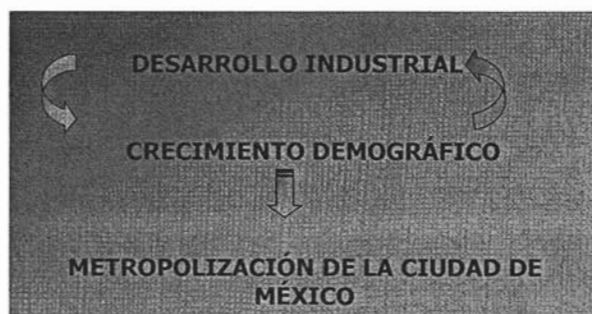 DESARROLLO INDUSTRIAL
CRECIMIENTO DEMOGRÁFICO
METROPOLIZACIÓN DE LA CIUDAD DE
MÉXICO